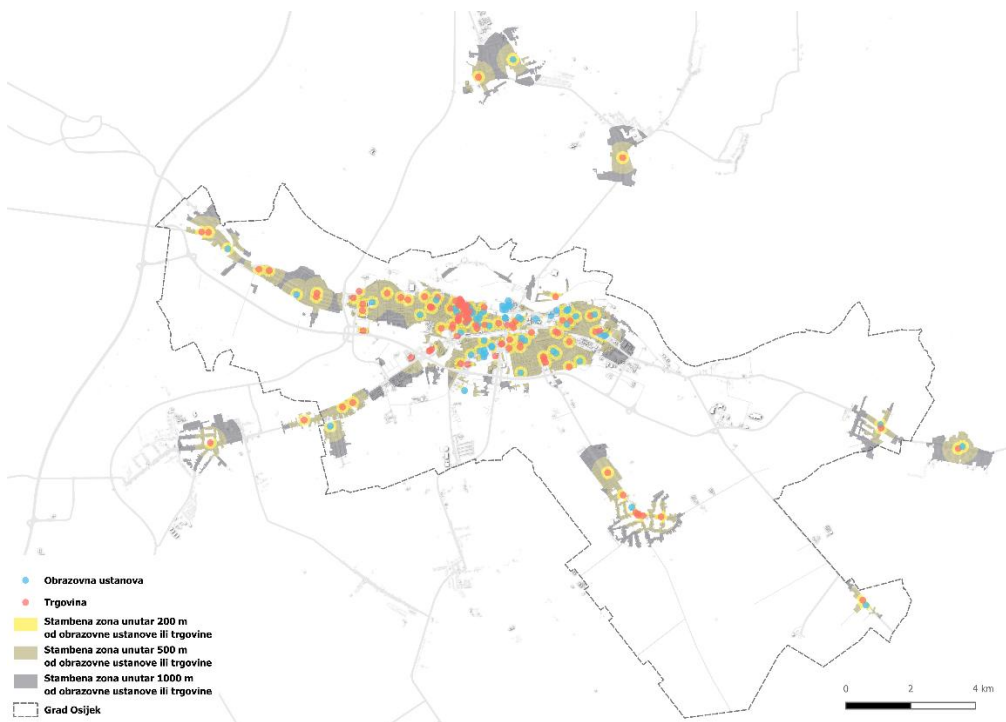 Obrazovna ustanova
Trgovina
Stambena zona unutar 200 m
od obrazovne ustanove ili trgovine
Stambena zona unutar 500 m
od obrazovne ustanove ili trgovine
Stambena zona unutar 1000 m
od obrazovne ustanove ili trgovine
Grad Osijek
0 2 4 km